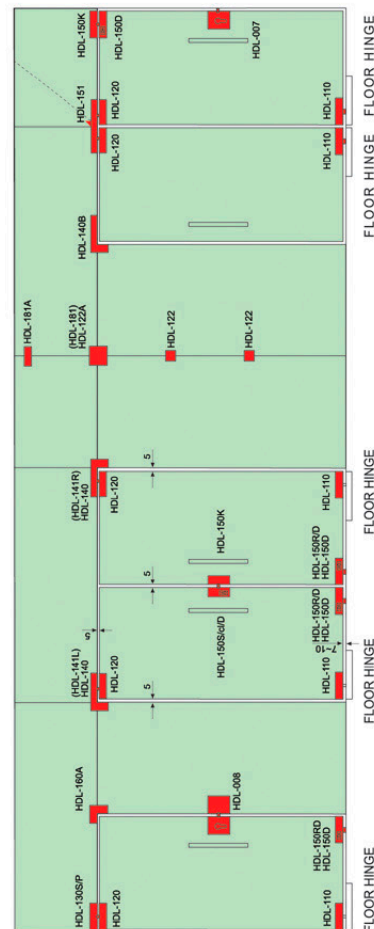 HDL-181A
HDL-130S/P
HDL-160A
(HDL-141L)
HDL-140
(HDL-141R)
HDL-140
(HDL-181)
HDL-122A
HDL-140B
HDL-151
HDL-150K
HDL-120
HDL-120
HDL-120
HDL-120
HDL-120
HDL-150D
5
5
5
5
HDL-122
HDL-008
HDL-150S/cl/D
HDL-150K
HDL-122
HDL-007
HDL-110
HDL-150RD
HDL-150D
HDL-110
HDL-150R/D
HDL-150D
HDL-150R/D
HDL-150D
HDL-110
HDL-110
HDL-110
7~10
FLOOR HINGE
FLOOR HINGE
FLOOR HINGE
FLOOR HINGE
FLOOR HINGE